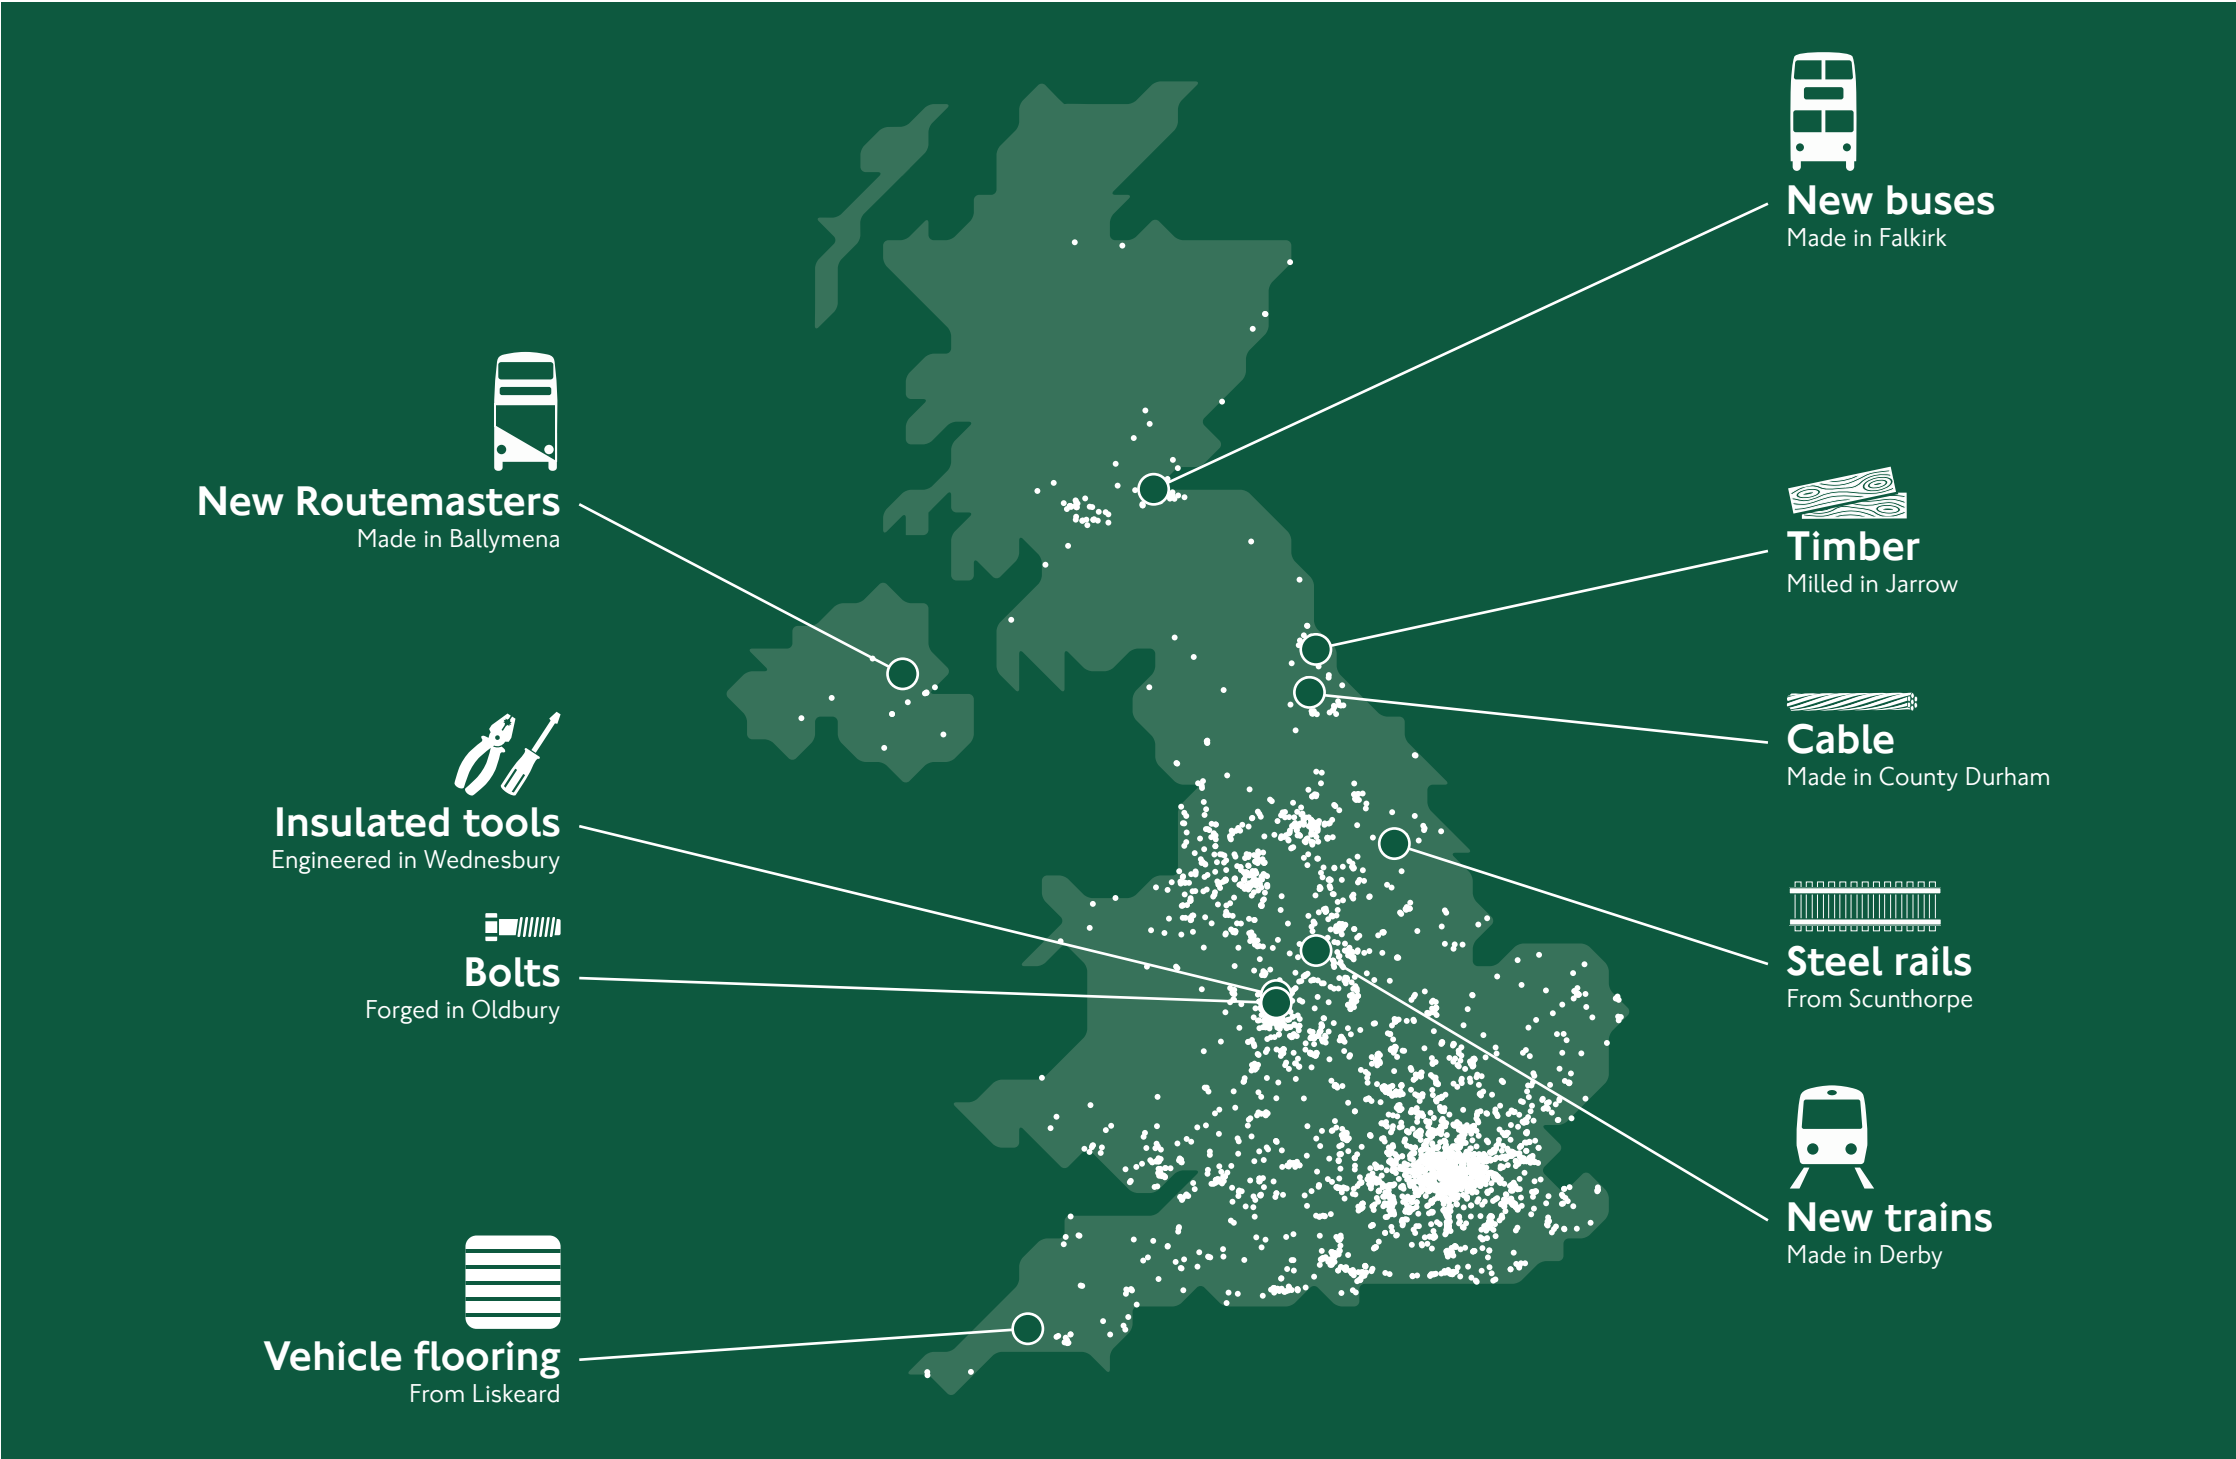 New Routemasters
Made in Ballymena
Insulated tools
Engineered in Wednesbury
Bolts
Forged in Oldbury
Vehicle flooring
From Liskeard
New buses
Made in Falkirk
Timber
Milled in Jarrow
Cable
Made in County Durham
Steel rails
From Scunthorpe
New trains
Made in Derby